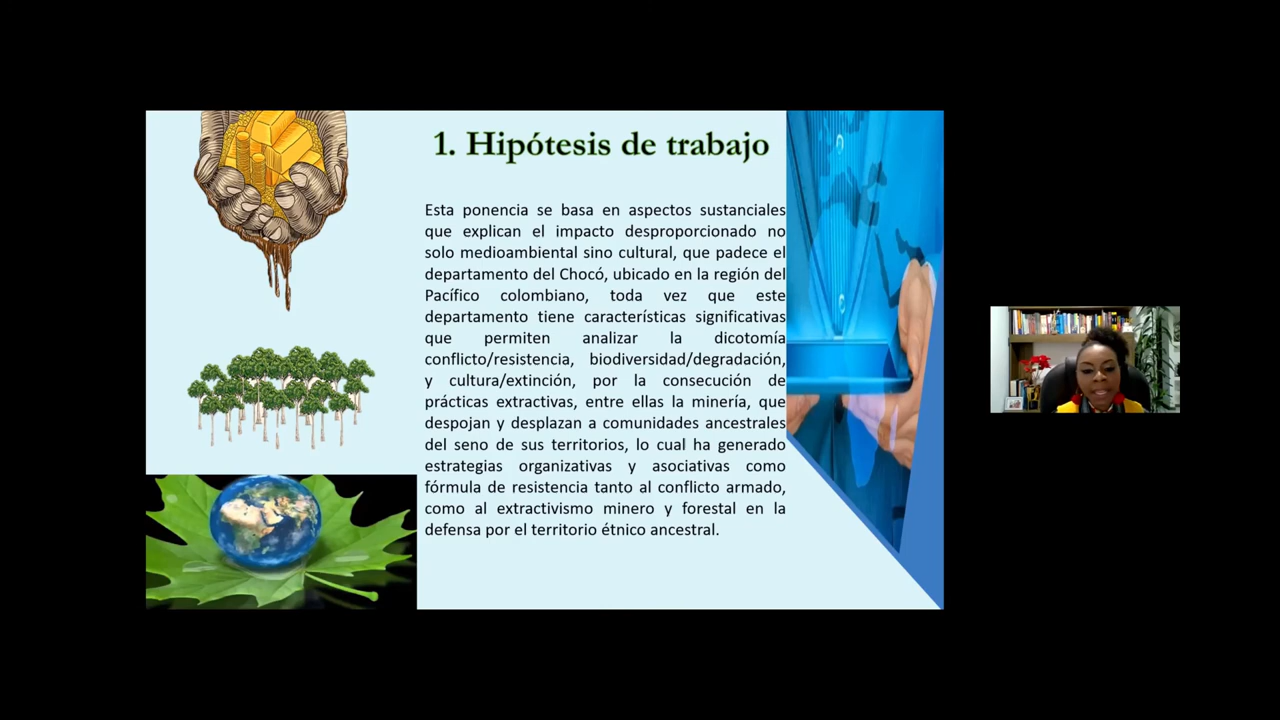 1. Hipótesis de trabajo
Esta ponencia se basa en aspectos sustanciales
que explican el impacto desproporcionado no
solo medioambiental sino cultural, que padece el
departamento del Chocó, ubicado en la región del
Pacífico colombiano, toda vez que este
departamento tiene características significativas
que permiten analizar la dicotomía
conflicto/resistencia, biodiversidad/degradación,
y cultura/extinción, por la consecución de
prácticas extractivas, entre ellas la minería, que
despojan y desplazan a comunidades ancestrales
del seno de sus territorios, lo cual ha generado
estrategias organizativas y asociativas como
fórmula de resistencia tanto al conflicto armado,
como al extractivismo minero y forestal en la
defensa por el territorio étnico ancestral.